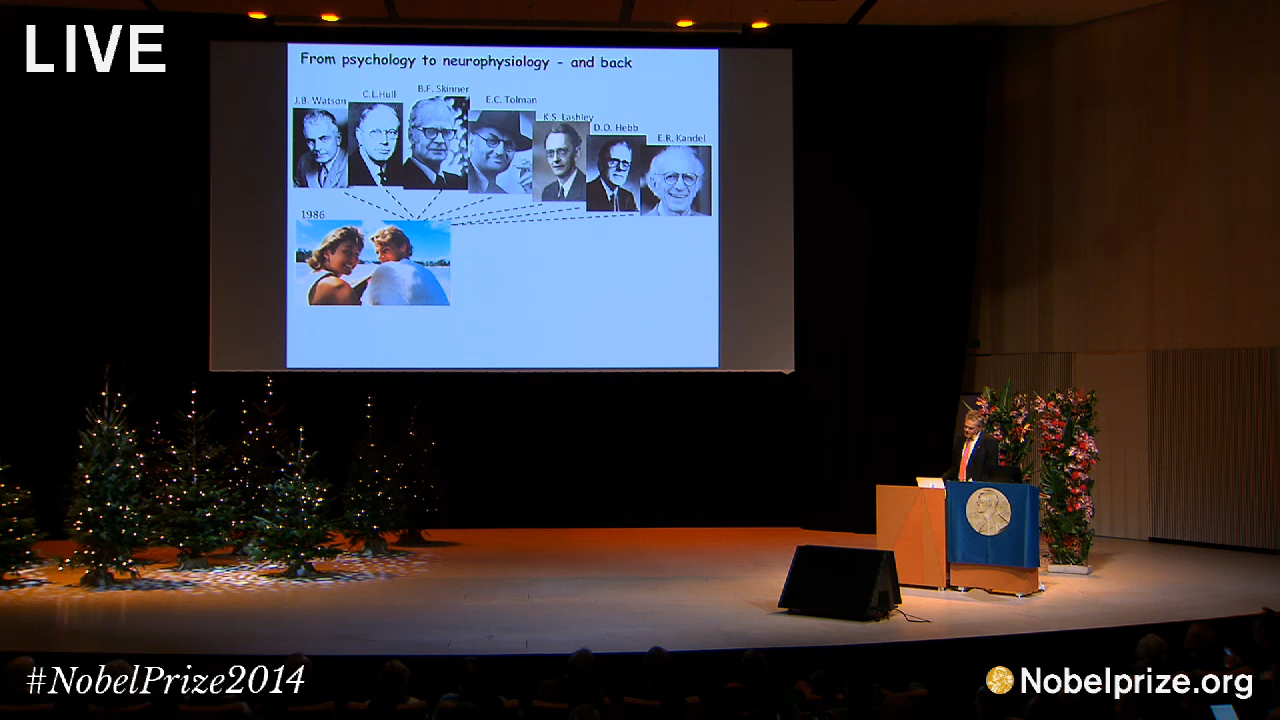 LIVE
From psychology to neurophysiology - and back
J.B. Watson
C.L.Hull
B.F. Skinner
E.C. Tolman
K.S. Lashley
D.O. Hebb
E.R. Kandel
1986
#NobelPrize2014
Nobelprize.org